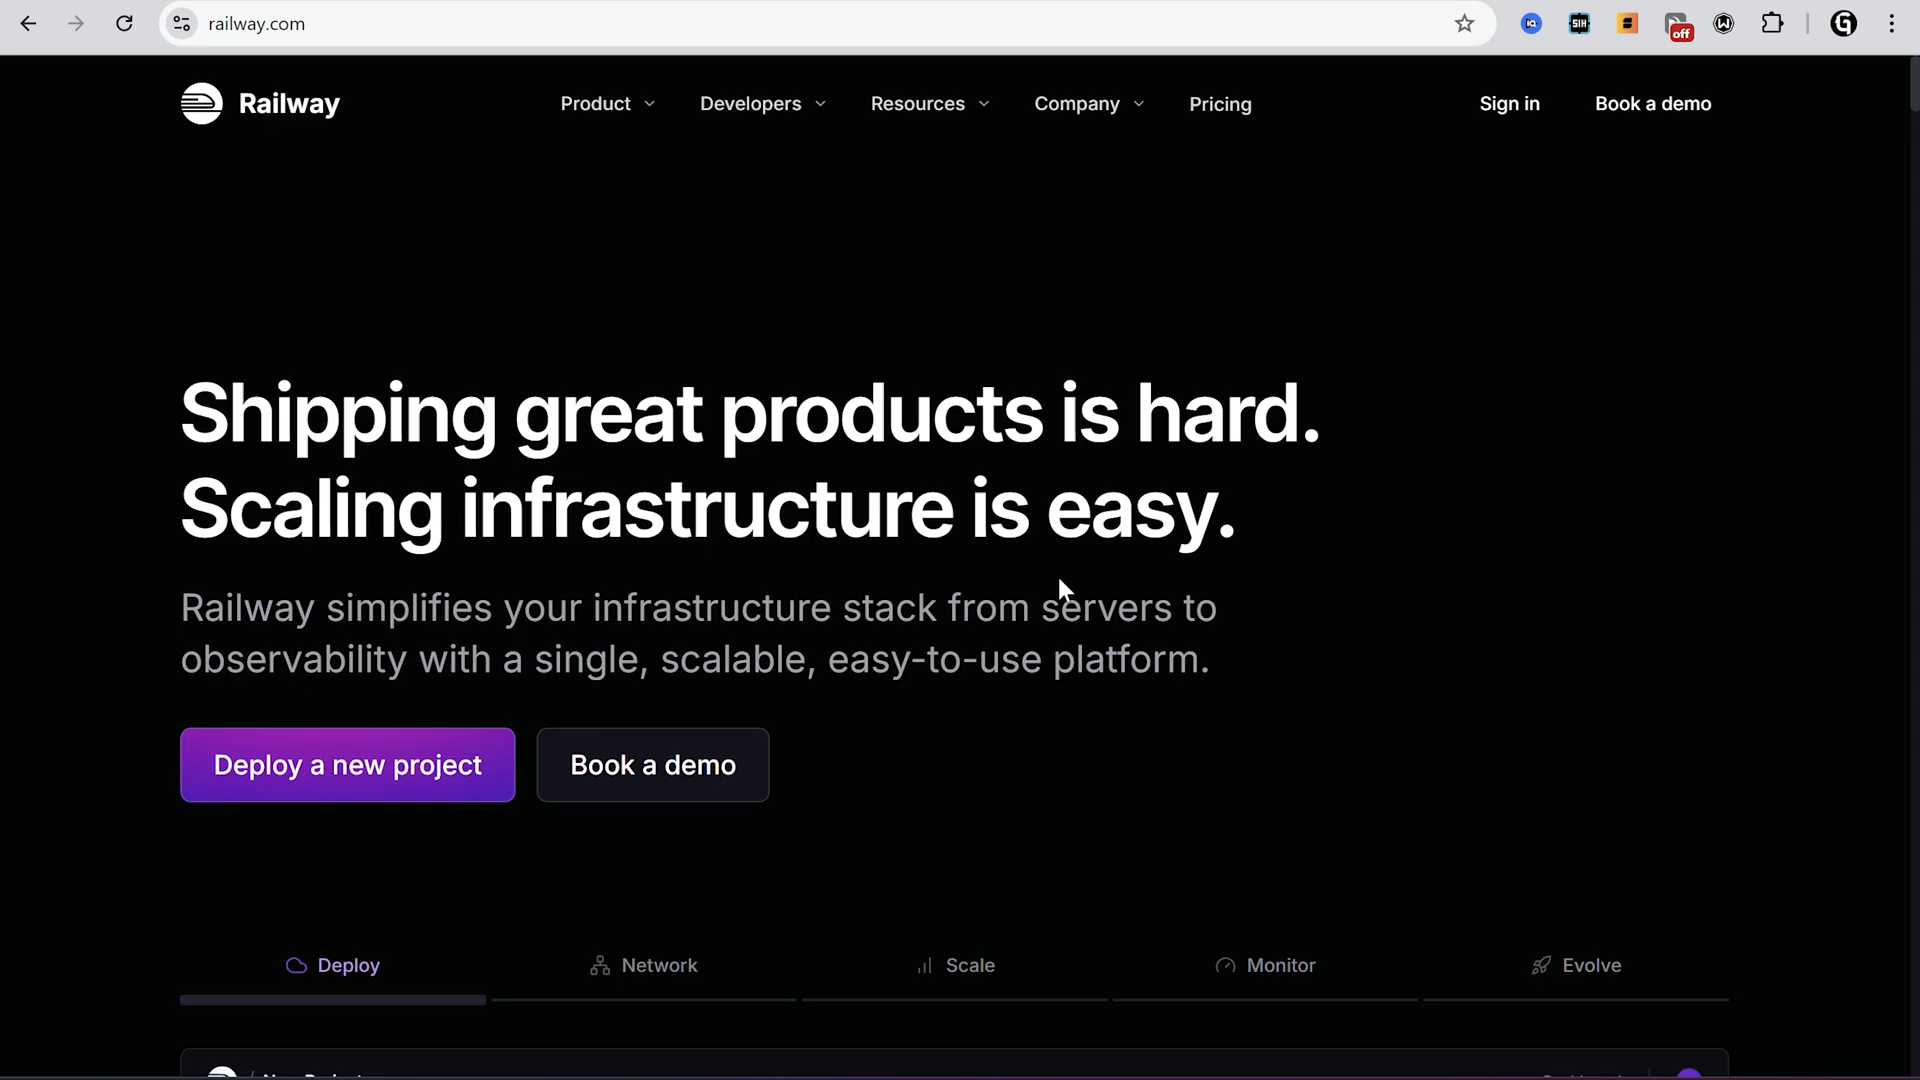 railway.com
off
Railway
Product
Developers
Resources
Company
Pricing
Sign in
Book a demo
Shipping great products is hard.
Scaling infrastructure is easy.
Railway simplifies your infrastructure stack from servers to
observability with a single, scalable, easy-to-use platform.
Deploy a new project
Book a demo
Deploy
Network
Scale
Monitor
Evolve